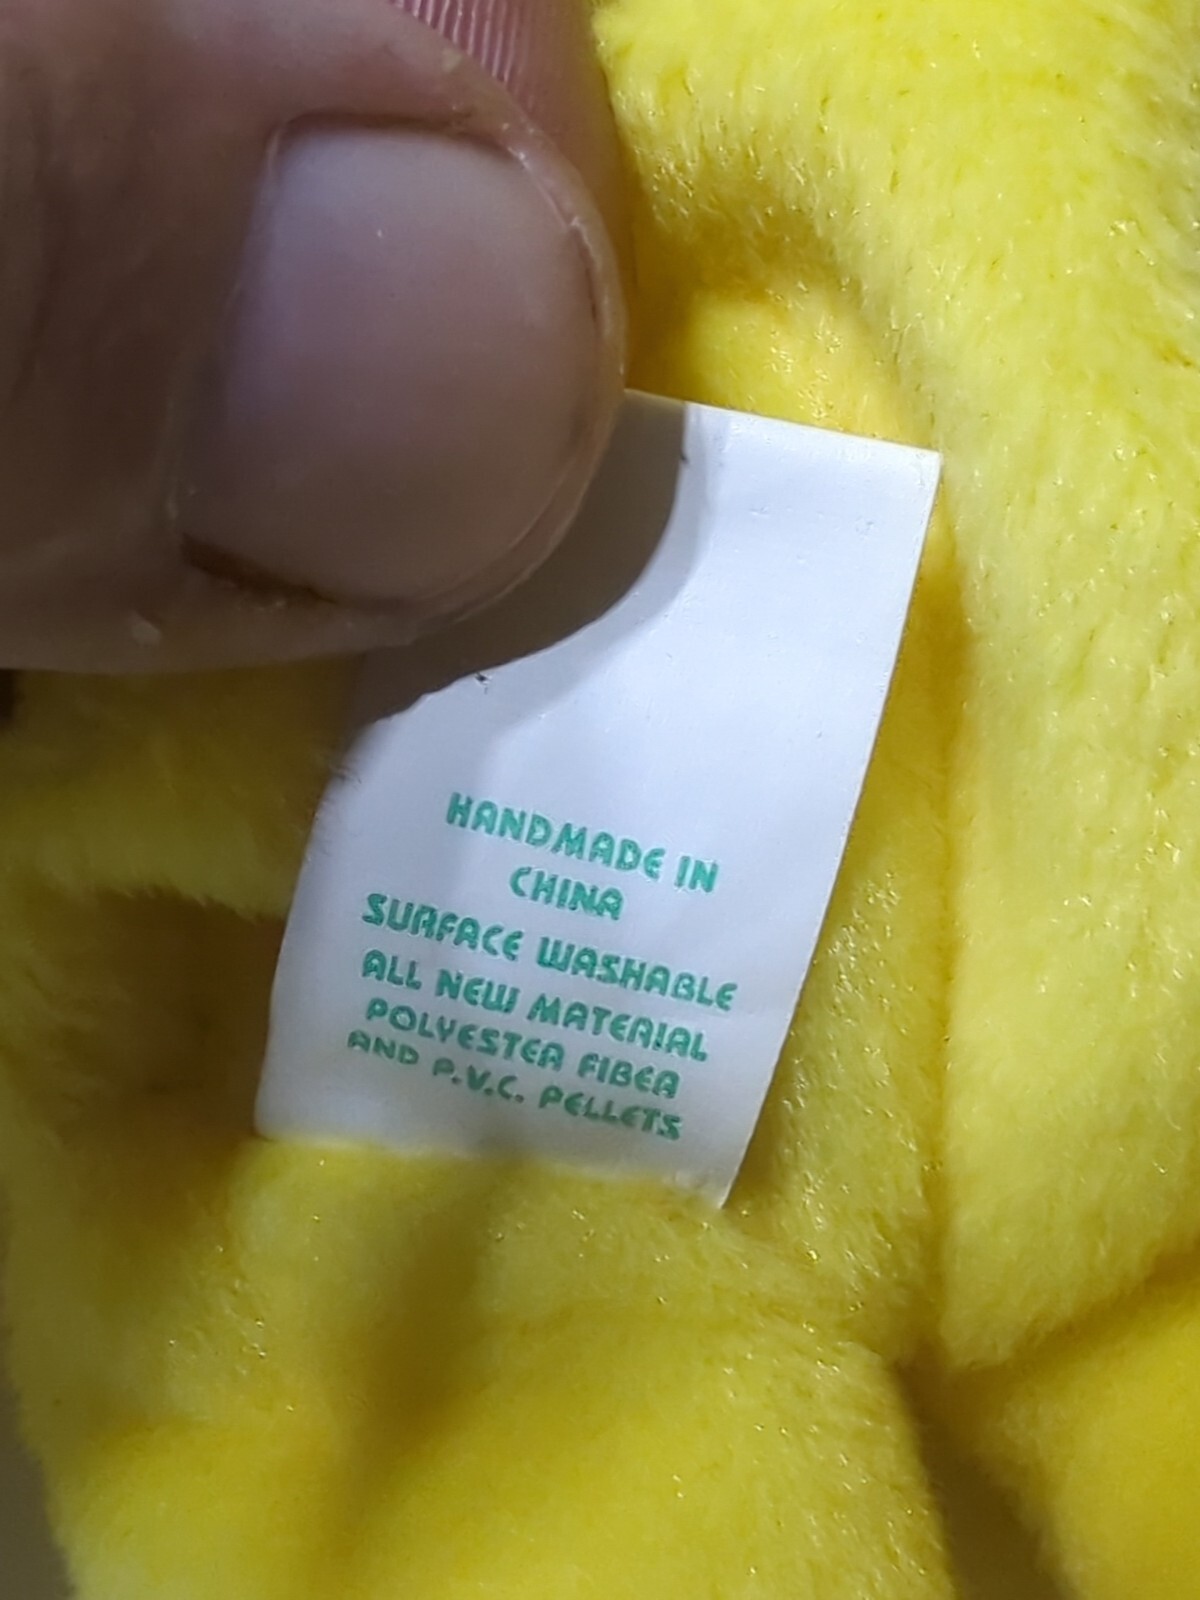 HANDMADE IN
CHINA
SURFACE WASHABLE
ALL NEW MATERIAL
POLYESTER FIBER
AND P.V.C. PELLETS